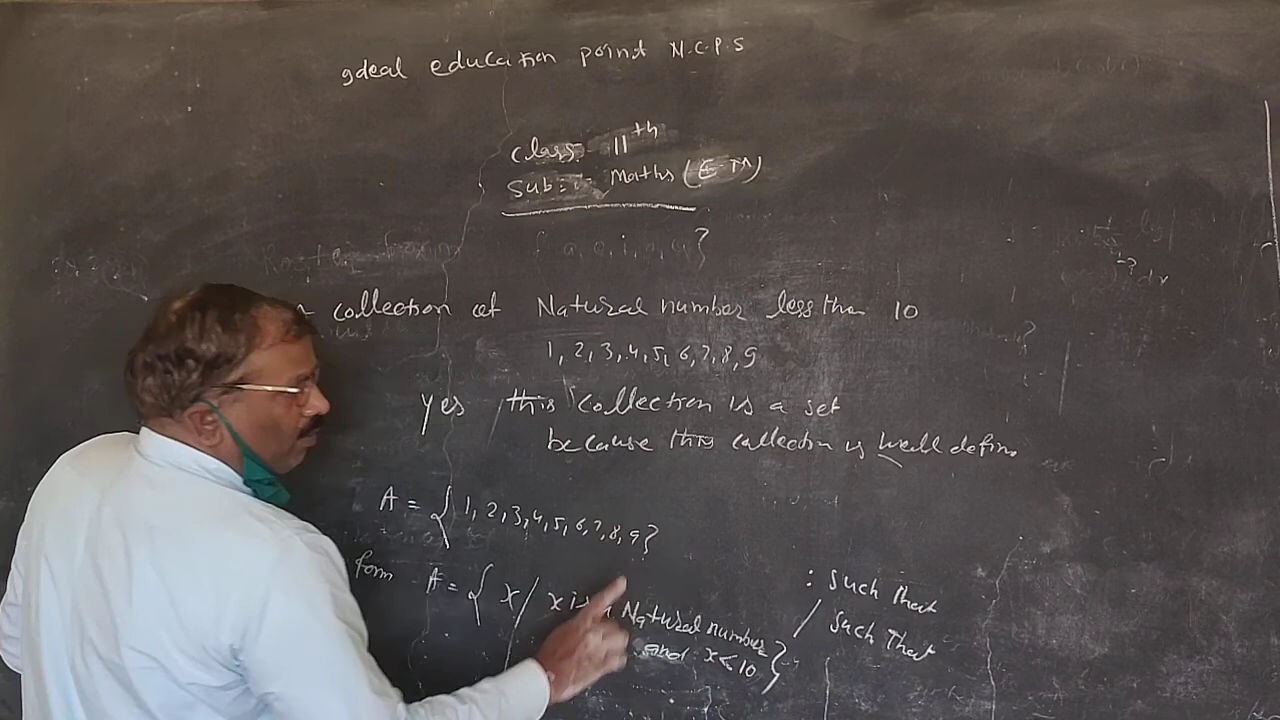 gdeal education point N.C.P.S
Class - 11th
Sub :- Maths (E-M)
{a, e, i, o, u}
collection of Natural number less than 10
1, 2, 3, 4, 5, 6, 7, 8, 9
yes this collection is a set
because this collection is well defin
A = { 1, 2, 3, 4, 5, 6, 7, 8, 9}
form A = { x / x is a Natural number
and x < 10 }
: such that
/ such that